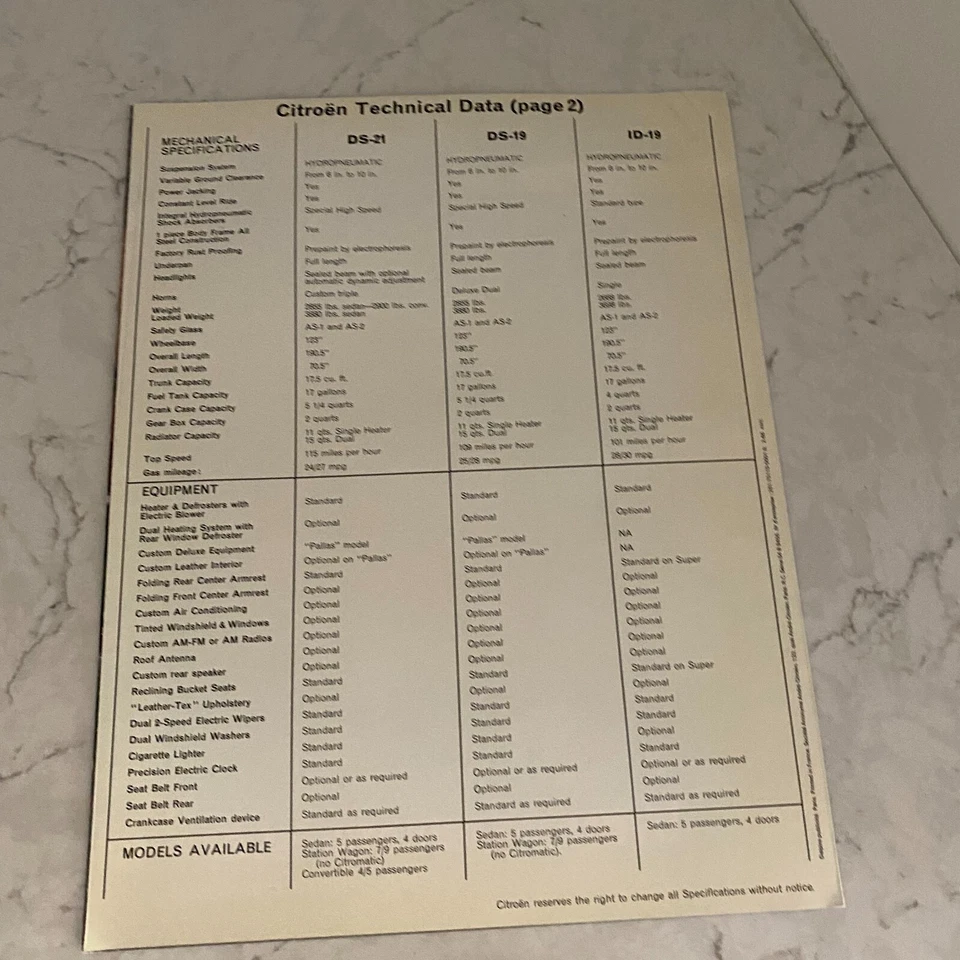 Citroën Technical Data (page 2)
MECHANICAL SPECIFICATIONS DS-21 DS-19 ID-19
Suspension System HYDROPNEUMATIC HYDROPNEUMATIC HYDROPNEUMATIC
Variable Ground Clearance From 6 in. to 10 in. From 6 in. to 10 in. From 6 in. to 10 in.
Power Jacking Yes Yes Yes
Constant Level Ride Yes Yes Yes
Integral Hydropneumatic Shock Absorbers Special High Speed Special High Speed Standard type
1 piece Body Frame All Steel Construction Yes Yes Yes
Factory Rust Proofing Prepaint by electrophoresis Prepaint by electrophoresis Prepaint by electrophoresis
Underpan Full length Full length Full length
Headlights Sealed beam with optional automatic dynamic adjustment Sealed beam Sealed beam
Horns Custom triple Deluxe Dual Single
Weight lbs. sedan lbs. conv. lbs. lbs.
Loaded Weight lbs. sedan lbs. lbs.
Safety Glass AS-1 and AS-2 AS-1 and AS-2 AS-1 and AS-2
Wheelbase 123" 123" 123"
Overall Length 190.5" 190.5" 190.5"
Overall Width 70.5" 70.5" 70.5"
Trunk Capacity 17.5 cu. ft. 17.5 cu.ft. 17.5 cu. ft.
Fuel Tank Capacity 17 gallons 17 gallons 17 gallons
Crank Case Capacity 5 1/4 quarts 5 1/4 quarts 4 quarts
Gear Box Capacity 2 quarts 2 quarts 2 quarts
Radiator Capacity 11 qts. Single Heater 15 qts. Dual 11 qts. Single Heater 15 qts. Dual 11 qts. Single Heater 15 qts. Dual
Top Speed 115 miles per hour 109 miles per hour 101 miles per hour
Gas mileage: 24/27 mpg 25/28 mpg 28/30 mpg
EQUIPMENT
Heater & Defrosters with Electric Blower Standard Standard Standard
Dual Heating System with Rear Window Defroster Optional Optional Optional
Custom Deluxe Equipment "Pallas" model "Pallas" model NA
Custom Leather Interior Optional on "Pallas" Optional on "Pallas" NA
Folding Rear Center Armrest Standard Standard Standard on Super
Folding Front Center Armrest Optional Optional Optional
Custom Air Conditioning Optional Optional Optional
Tinted Windshield & Windows Optional Optional Optional
Custom AM-FM or AM Radios Optional Optional Optional
Roof Antenna Optional Optional Optional
Custom rear speaker Optional Optional Optional
Reclining Bucket Seats Standard Standard Standard on Super
"Leather-Tex" Upholstery Optional Optional Optional
Dual 2-Speed Electric Wipers Standard Standard Standard
Dual Windshield Washers Standard Standard Standard
Cigarette Lighter Standard Standard Optional
Precision Electric Clock Standard Standard Standard
Seat Belt Front Optional or as required Optional or as required Optional or as required
Seat Belt Rear Optional Optional Optional
Crankcase Ventilation device Standard as required Standard as required Standard as required
MODELS AVAILABLE
Sedan: 5 passengers, 4 doors Sedan: 5 passengers, 4 doors Sedan: 5 passengers, 4 doors
Station Wagon: 7/9 passengers Station Wagon: 7/9 passengers
(no Citromatic) (no Citromatic).
Convertible 4/5 passengers
Citroën reserves the right to change all Specifications without notice.